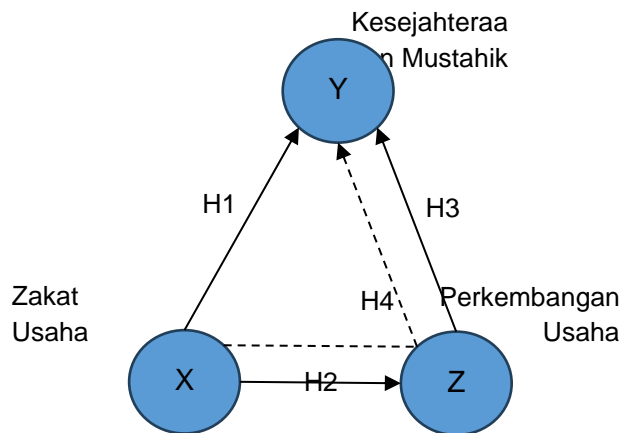 Kesejahteraa
n Mustahik
Y
H1
H3
Zakat
Usaha
H4
Perkembangan
Usaha
X
H2
Z